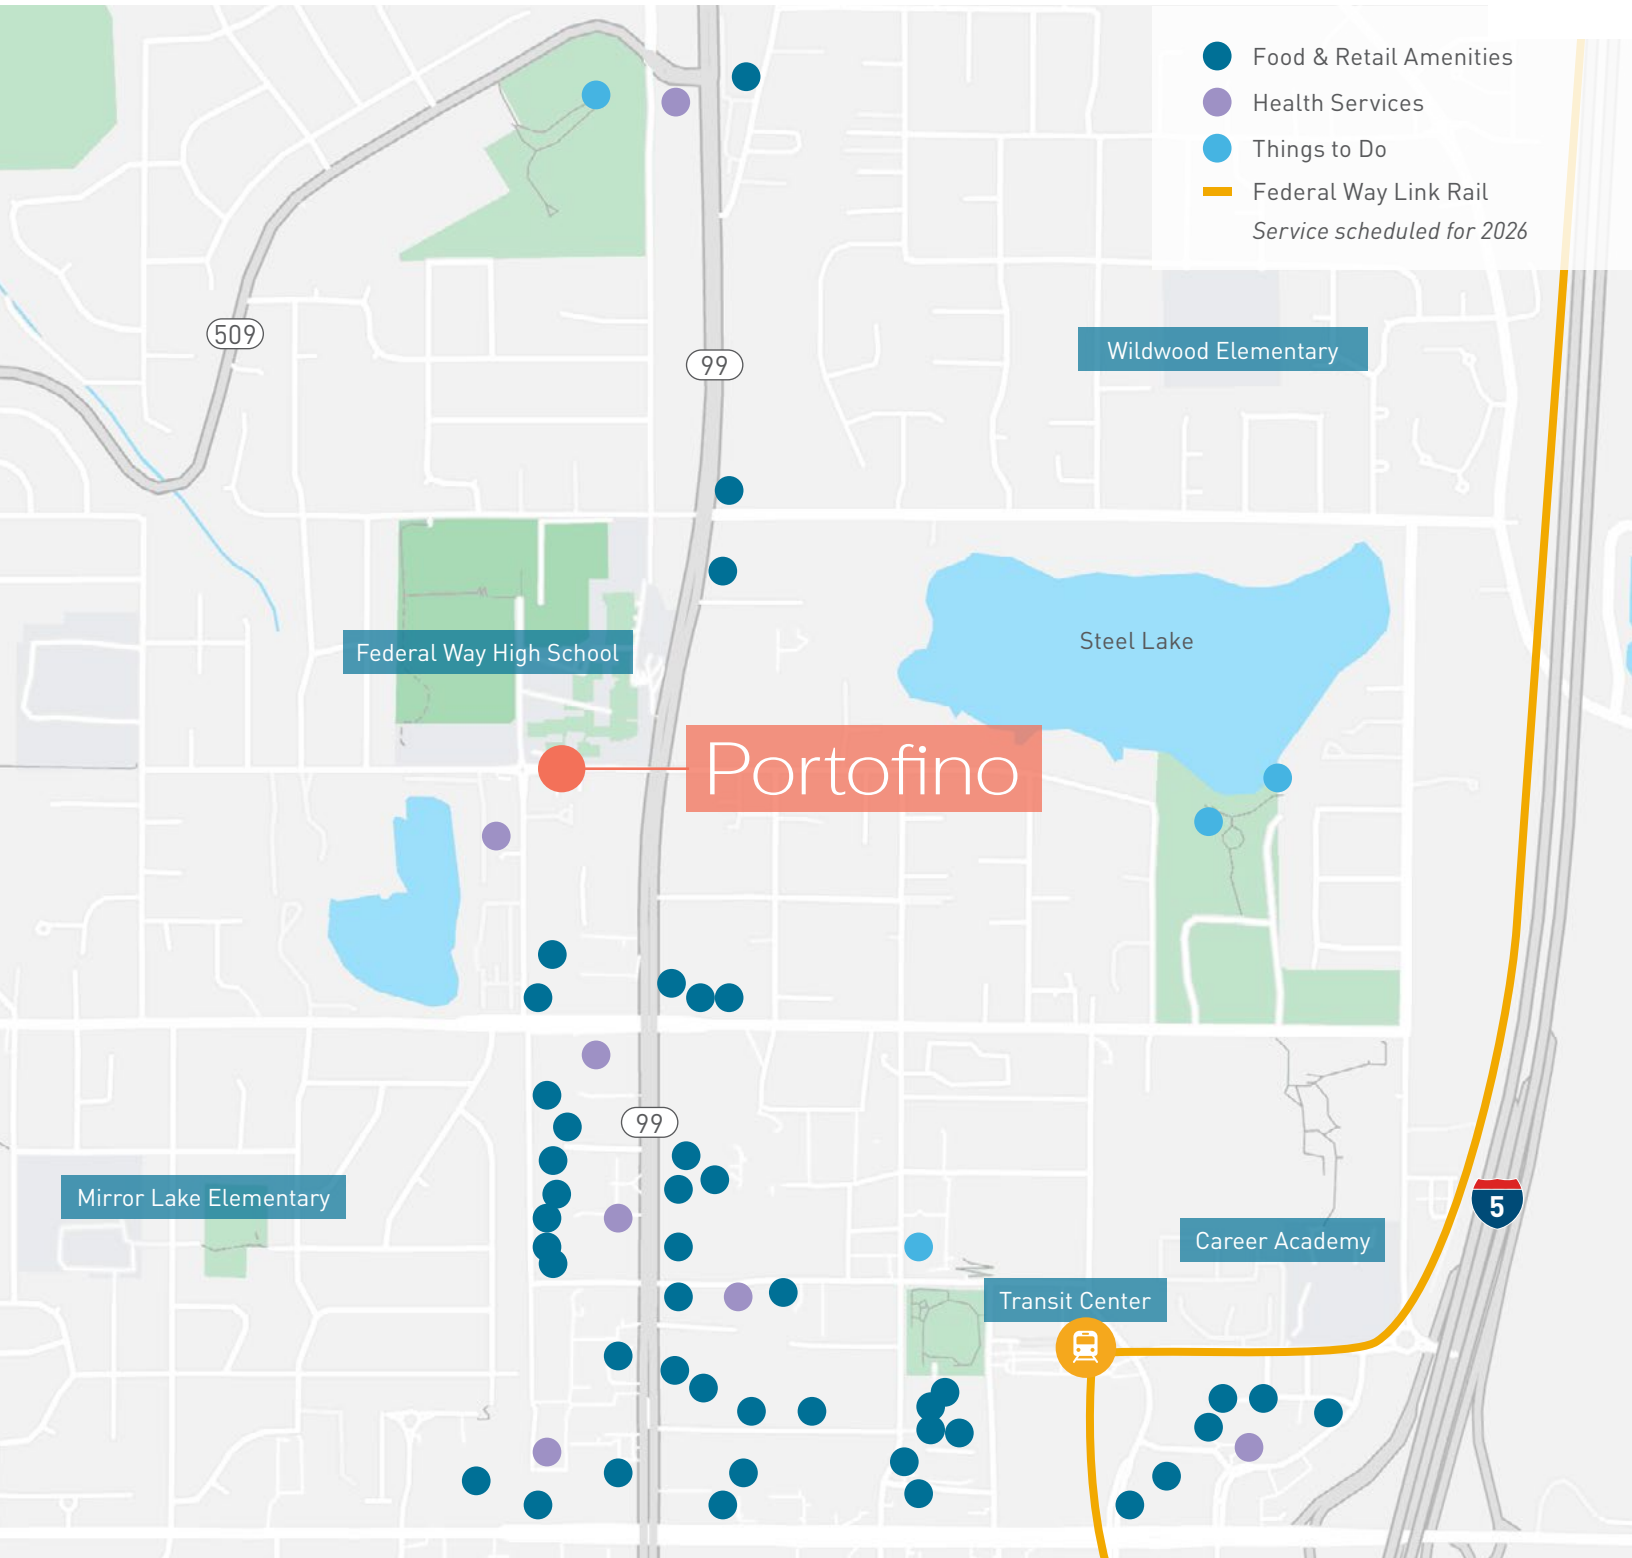 Food & Retail Amenities
Health Services
Things to Do
Federal Way Link Rail
Service scheduled for 2026
509
99
Wildwood Elementary
Steel Lake
Federal Way High School
Portofino
99
Mirror Lake Elementary
5
Career Academy
Transit Center